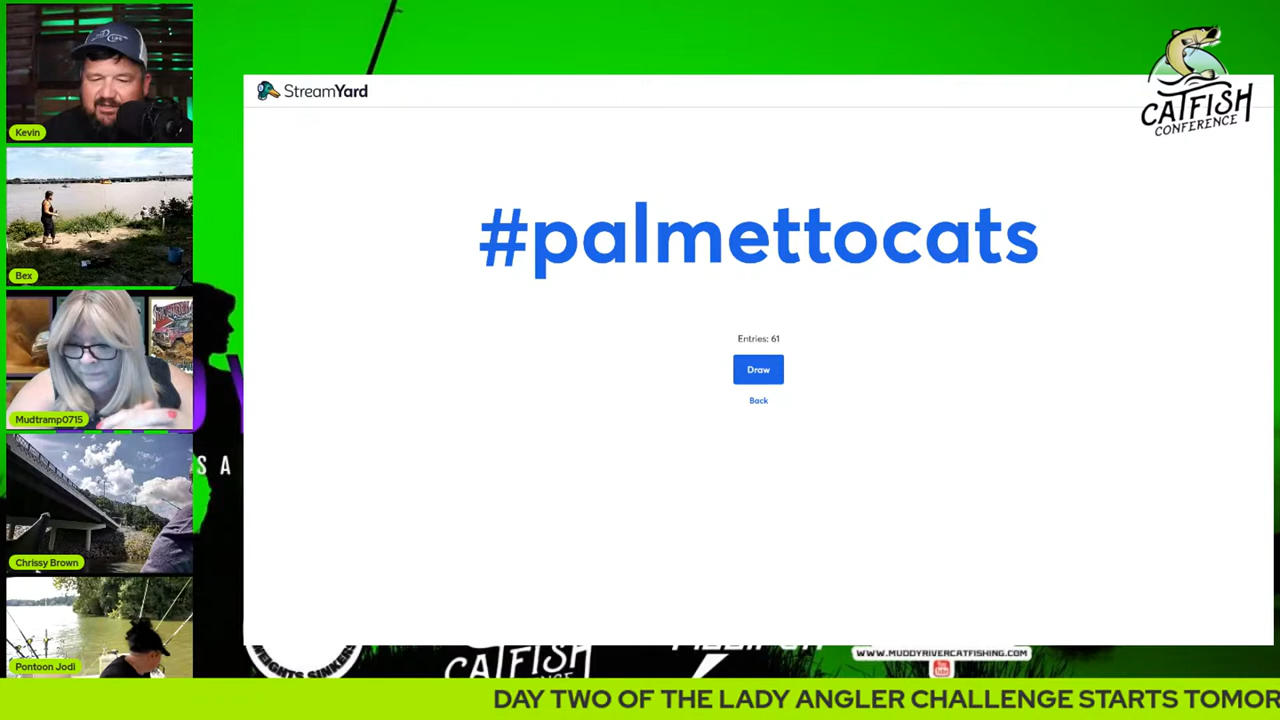 Kevin
Bex
Mudtramp0715
Chrissy Brown
Pontoon Jodi
StreamYard
CATFISH
CONFERENCE
#palmettocats
Entries: 61
Draw
Back
S A
CATFISH
WWW.MUDDYRIVERCATFISHING.COM
DAY TWO OF THE LADY ANGLER CHALLENGE STARTS TOMOR